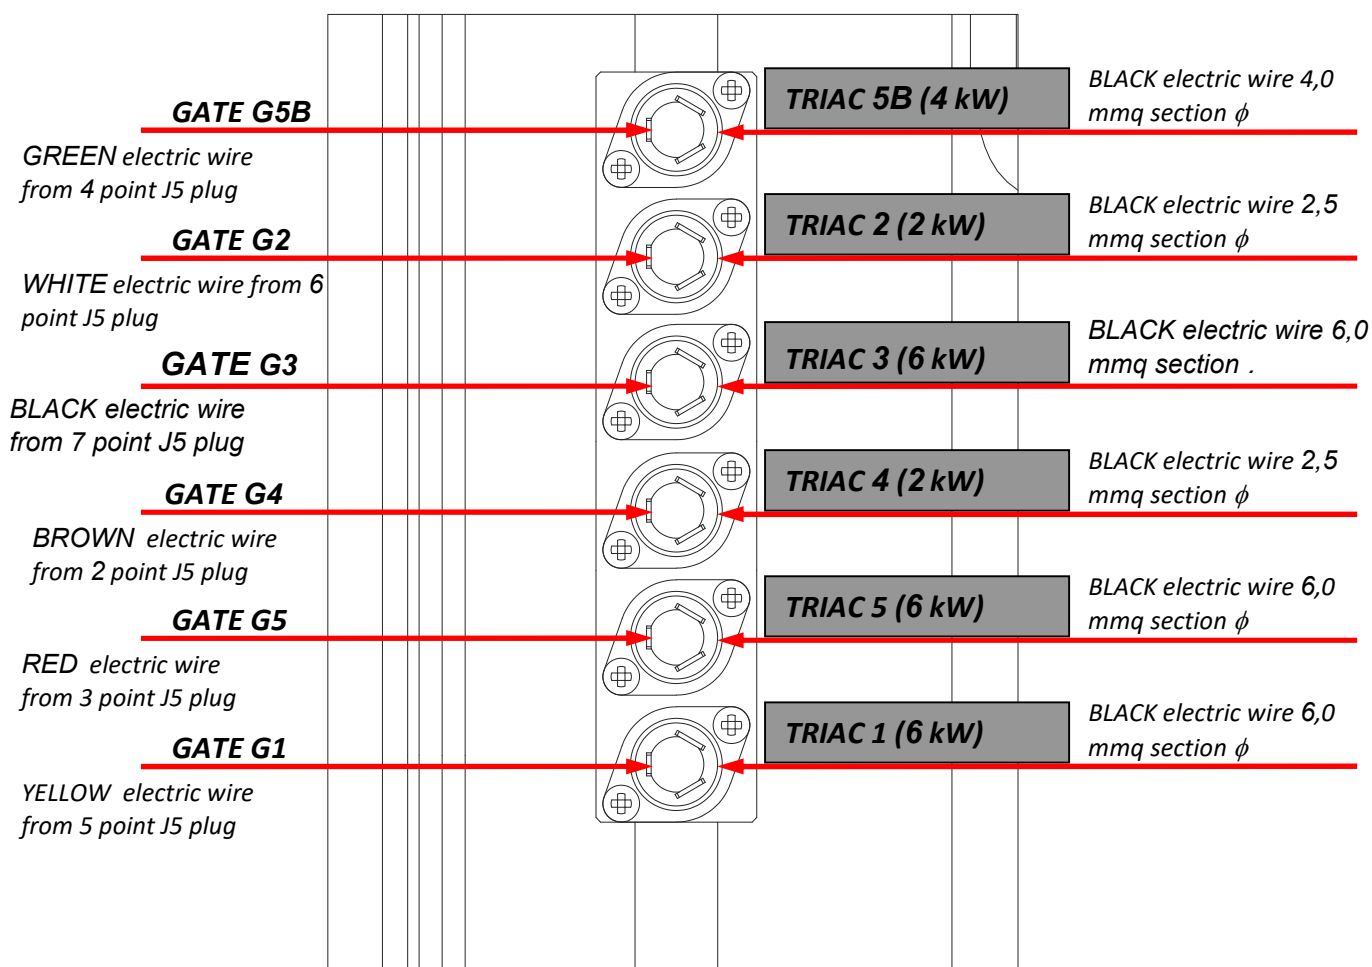 GATE G5B
TRIAC 5B (4 kW)
BLACK electric wire 4,0
mmq section ϕ
GREEN electric wire
from 4 point J5 plug
GATE G2
TRIAC 2 (2 kW)
BLACK electric wire 2,5
mmq section ϕ
WHITE electric wire from 6
point J5 plug
GATE G3
TRIAC 3 (6 kW)
BLACK electric wire 6,0
mmq section .
BLACK electric wire
from 7 point J5 plug
GATE G4
TRIAC 4 (2 kW)
BLACK electric wire 2,5
mmq section ϕ
BROWN electric wire
from 2 point J5 plug
GATE G5
TRIAC 5 (6 kW)
BLACK electric wire 6,0
mmq section ϕ
RED electric wire
from 3 point J5 plug
GATE G1
TRIAC 1 (6 kW)
BLACK electric wire 6,0
mmq section ϕ
YELLOW electric wire
from 5 point J5 plug